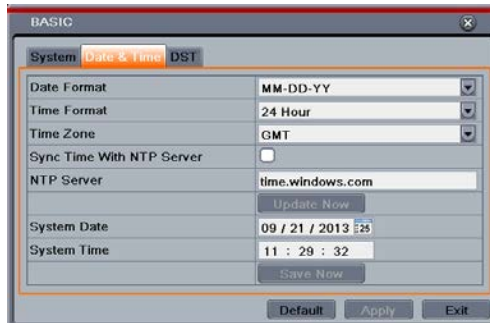 BASIC
System Date & Time DST
Date Format MM-DD-YY
Time Format 24 Hour
Time Zone GMT
Sync Time With NTP Server
NTP Server time.windows.com
Update Now
System Date 09 / 21 / 2013 25
System Time 11 : 29 : 32
Save Now
Default Apply Exit